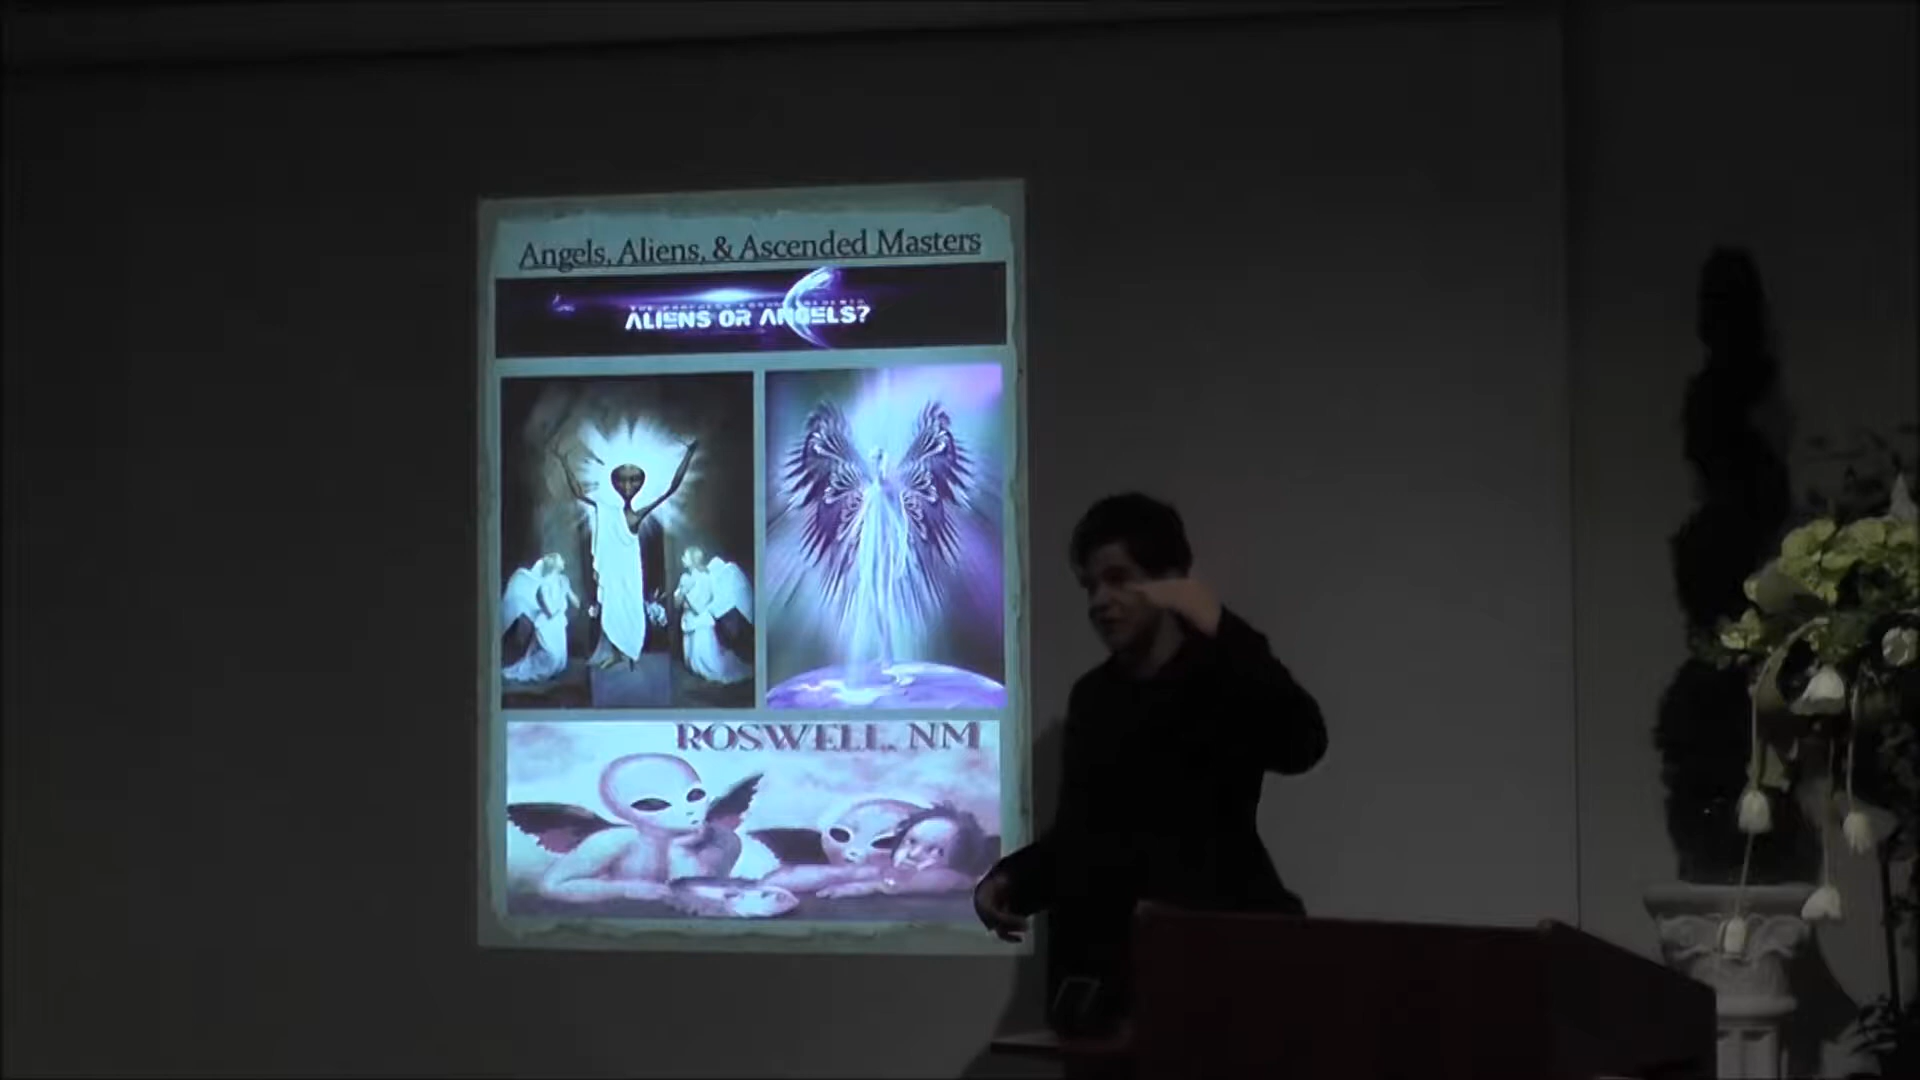 Angels, Aliens, & Ascended Masters
ALIENS OR ANGELS?
ROSWELL, NM